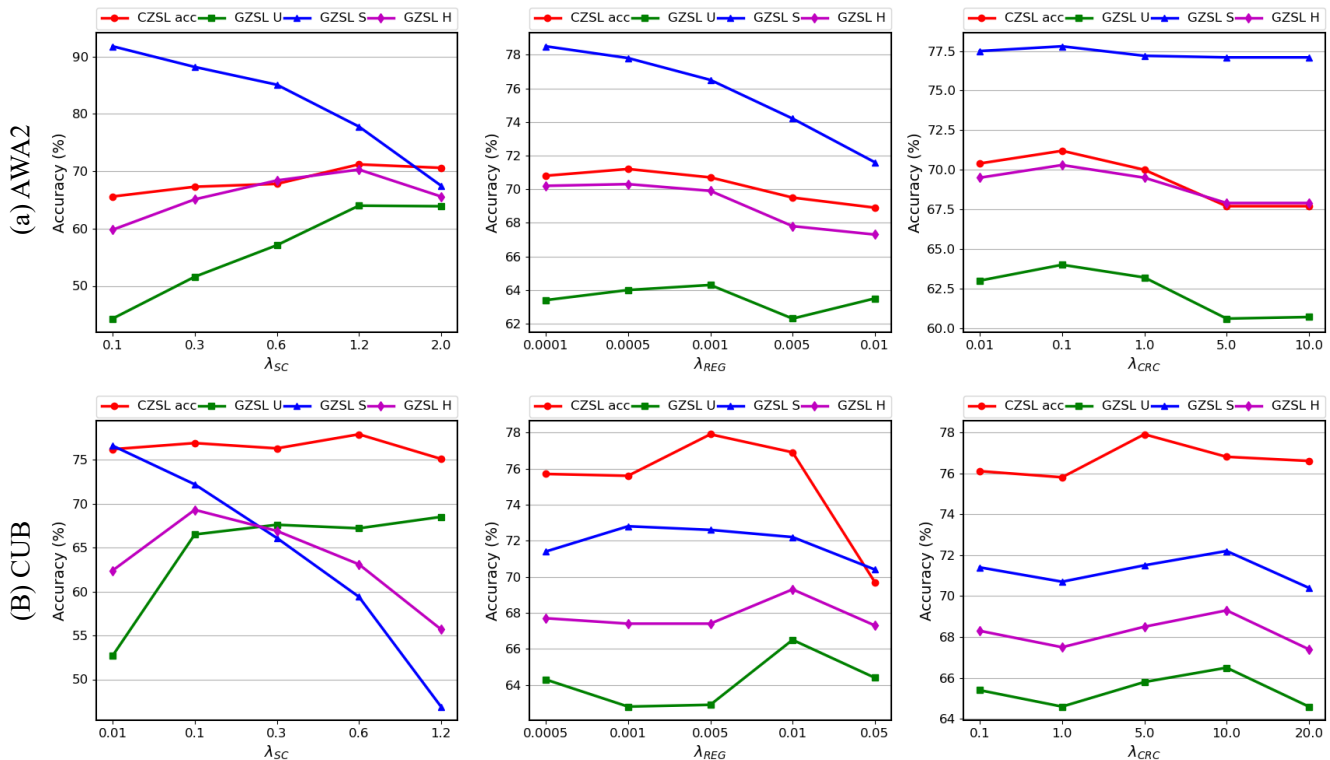 CZSL acc GZSL U GZSL S GZSL H
CZSL acc GZSL U GZSL S GZSL H
CZSL acc GZSL U GZSL S GZSL H
(a) AWA2
Accuracy (%)
90
80
70
60
50
0.1 0.3 0.6 1.2 2.0
λSC
Accuracy (%)
78
76
74
72
70
68
66
64
62
0.0001 0.0005 0.001 0.005 0.01
λREG
Accuracy (%)
77.5
75.0
72.5
70.0
67.5
65.0
62.5
60.0
0.01 0.1 1.0 5.0 10.0
λCRC
CZSL acc GZSL U GZSL S GZSL H
CZSL acc GZSL U GZSL S GZSL H
CZSL acc GZSL U GZSL S GZSL H
(B) CUB
Accuracy (%)
75
70
65
60
55
50
0.01 0.1 0.3 0.6 1.2
λSC
Accuracy (%)
78
76
74
72
70
68
66
64
0.0005 0.001 0.005 0.01 0.05
λREG
Accuracy (%)
78
76
74
72
70
68
66
64
0.1 1.0 5.0 10.0 20.0
λCRC